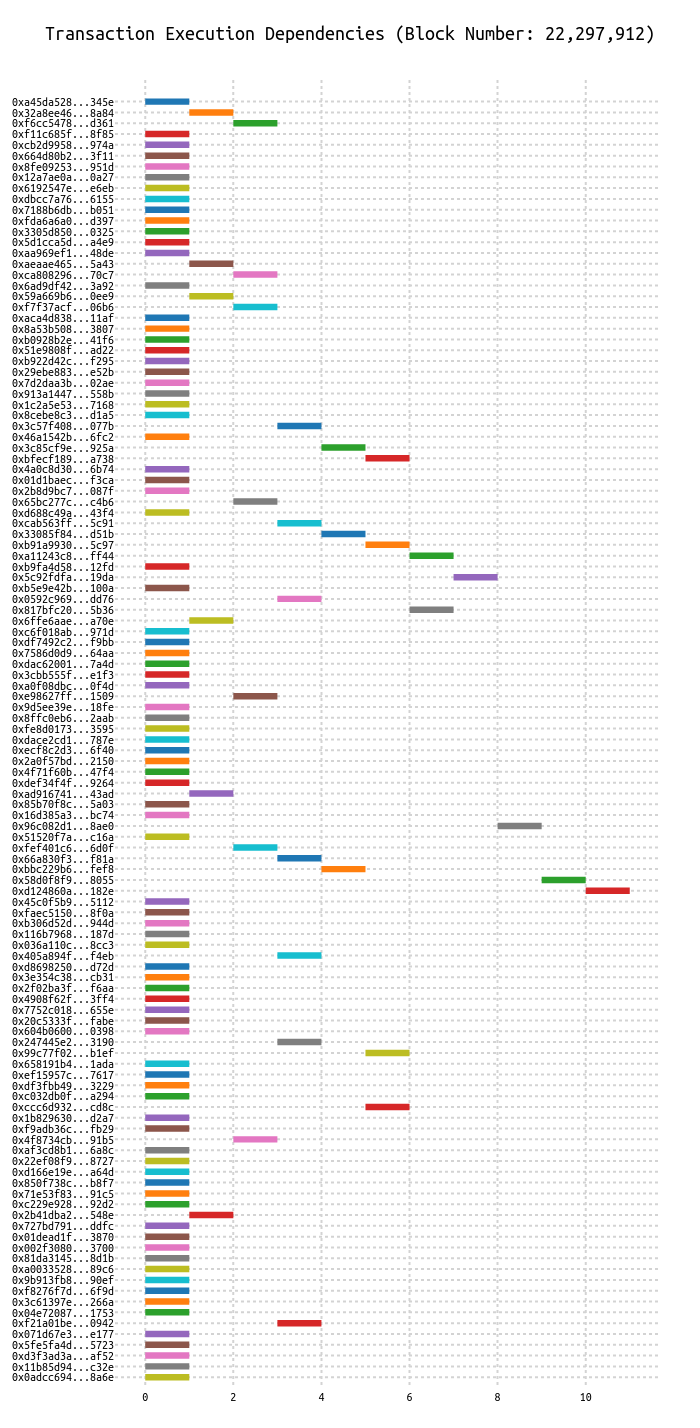 Transaction Execution Dependencies (Block Number: 22,297,912)
0xa45da528...345e
0x32a8ee46...8a84
0xf6cc5478...d361
0xf11c685f...8f85
0xcb2d9958...974a
0x664d80b2...3f11
0x8fe09253...951d
0x12a7ae0a...0a27
0x6192547e...e6eb
0xdbcc7a76...6155
0x7188b6db...b051
0xfda6a6a0...d397
0x3305d850...0325
0x5d1cca5d...a4e9
0xaa969ef1...48de
0xaeaae465...5a43
0xca808296...70c7
0x6ad9df42...3a92
0x59a669b6...0ee9
0xf7f37acf...06b6
0xaca4d838...11af
0x8a53b508...3807
0xb0928b2e...41f6
0x51e9808f...ad22
0xb922d42c...f295
0x29ebe883...e52b
0x7d2daa3b...02ae
0x913a1447...558b
0x1c2a5e53...7168
0x8cebe8c3...d1a5
0x3c57f408...077b
0x46a1542b...6fc2
0x3c85cf9e...925a
0xbfecf189...a738
0x4a0c8d30...6b74
0x01d1baec...f3ca
0x2b8d9bc7...087f
0x65bc277c...c4b6
0xd688c49a...43f4
0xcab563ff...5c91
0x33085f84...d51b
0xb91a9930...5c97
0xa11243c8...ff44
0xb9fa4d58...12fd
0x5c92fdfa...19da
0xb5e9e42b...100a
0x0592c969...dd76
0x817bfc20...5b36
0x6ffe6aae...a70e
0xc6f018ab...971d
0xdf7492c2...f9bb
0x7586d0d9...64aa
0xdac62001...7a4d
0x3cbb555f...e1f3
0xa0f08dbc...0f4d
0xe98627ff...1509
0x9d5ee39e...18fe
0x8ffc0eb6...2aab
0xfe8d0173...3595
0xdace2cd1...787e
0xecf8c2d3...6f40
0x2a0f57bd...2150
0x4f71f60b...47f4
0xdef34f4f...9264
0xad916741...43ad
0x85b70f8c...5a03
0x16d385a3...bc74
0x96c082d1...8ae0
0x51520f7a...c16a
0xfef401c6...6d0f
0x66a830f3...f81a
0xbbc229b6...fef8
0x58d0f8f9...8055
0xd124860a...182e
0x45c0f5b9...5112
0xfaec5150...8f0a
0xb306d52d...944d
0x116b7968...187d
0x036a110c...8cc3
0x405a894f...f4eb
0xd8698250...d72d
0x3e354c38...cb31
0x2f02ba3f...f6aa
0x4908f62f...3ff4
0x7752c018...655e
0x20c5333f...fabe
0x604b0600...0398
0x247445e2...3190
0x99c77f02...b1ef
0x658191b4...1ada
0xef15957c...7617
0xdf3fbb49...3229
0xc032db0f...a294
0xccc6d932...cd8c
0x1b829630...d2a7
0xf9adb36c...fb29
0x4f8734cb...91b5
0xaf3cd8b1...6a8c
0x22ef08f9...8727
0xd166e19e...a64d
0x850f738c...b8f7
0x71e53f83...91c5
0xc229e928...92d2
0x2b41dba2...548e
0x727bd791...ddfc
0x01dead1f...3870
0x002f3080...3700
0x81da3145...8d1b
0xa0033528...89c6
0x9b913fb8...90ef
0xf8276f7d...6f9d
0x3c61397e...266a
0x04e72087...1753
0xf21a01be...0942
0x071d67e3...e177
0x5fe5fa4d...5723
0xd3f3ad3a...af52
0x11b85d94...c32e
0x0adcc694...8a6e
0 2 4 6 8 10